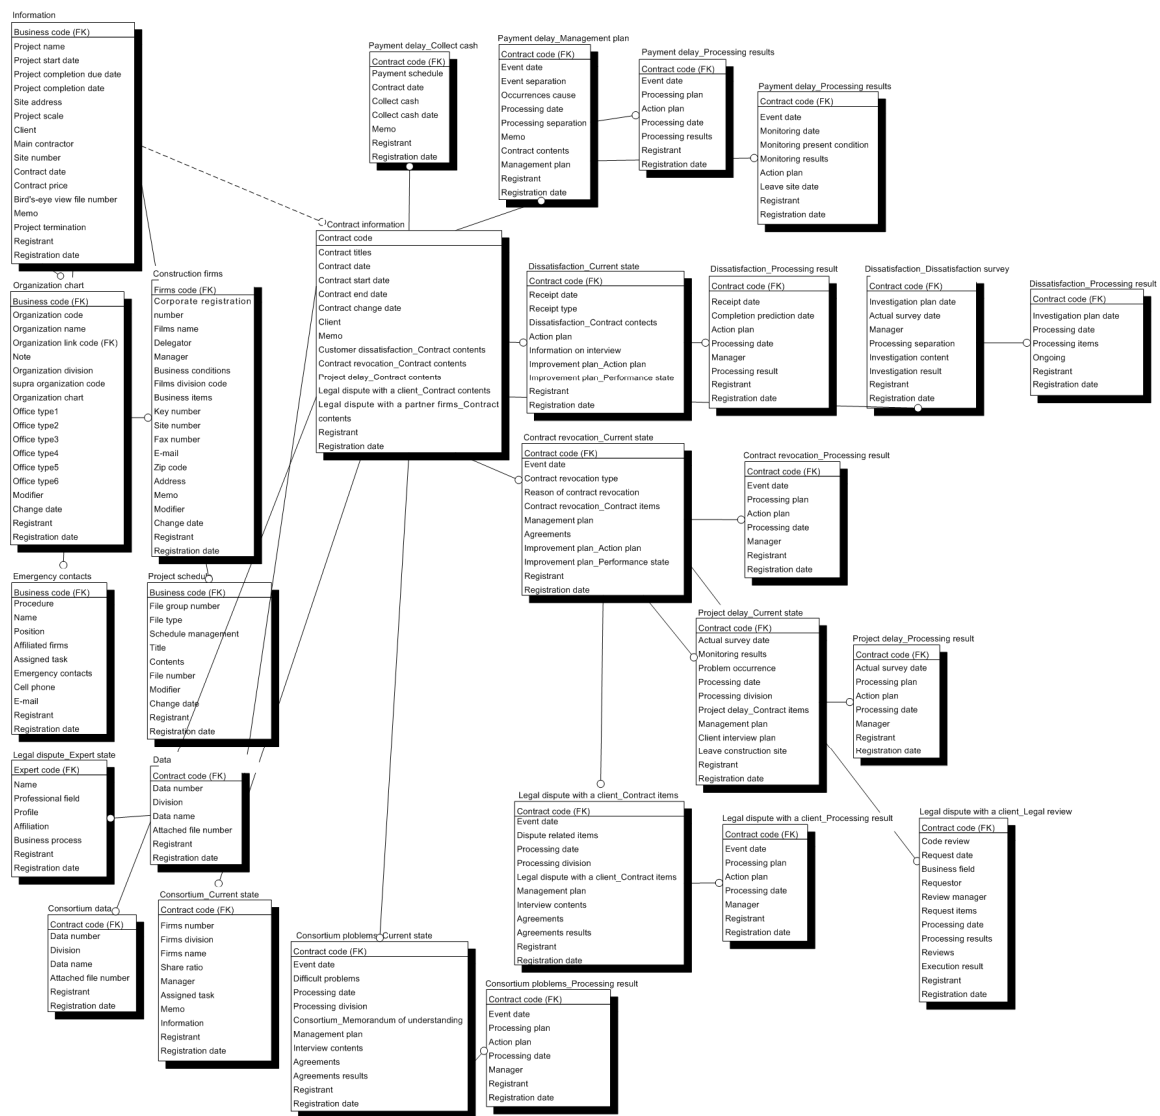 Information
Business code (FK)
Project name
Project start date
Project completion due date
Project completion date
Site address
Project scale
Client
Main contractor
Site number
Contract date
Contract price
Bird's-eye view file number
Memo
Project termination
Registrant
Registration date
Payment delay_Collect cash
Contract code (FK)
Payment schedule
Contract date
Collect cash
Collect cash date
Memo
Registrant
Registration date
Payment delay_Management plan
Contract code (FK)
Event date
Event separation
Occurrences cause
Processing date
Processing separation
Memo
Contract contents
Management plan
Registrant
Registration date
Payment delay_Processing results
Contract code (FK)
Event date
Processing plan
Action plan
Processing date
Processing results
Registrant
Registration date
Payment delay_Processing results
Contract code (FK)
Event date
Monitoring date
Monitoring present condition
Monitoring results
Action plan
Leave site date
Registrant
Registration date
Contract information
Contract code
Contract titles
Contract date
Contract start date
Contract end date
Contract change date
Client
Memo
Customer dissatisfaction_Contract contents
Contract revocation_Contract contents
Project delay_Contract contents
Legal dispute with a client_Contract contents
Legal dispute with a partner firms_Contract
contents
Registrant
Registration date
Dissatisfaction_Current state
Contract code (FK)
Receipt date
Receipt type
Dissatisfaction_Contract contects
Action plan
Information on interview
Improvement plan_Action plan
Improvement plan_Performance state
Registrant
Registration date
Dissatisfaction_Processing result
Contract code (FK)
Receipt date
Completion prediction date
Action plan
Processing date
Manager
Processing result
Registrant
Registration date
Dissatisfaction_Dissatisfaction survey
Contract code (FK)
Investigation plan date
Actual survey date
Manager
Processing separation
Investigation content
Investigation result
Registrant
Registration date
Dissatisfaction_Processing result
Contract code (FK)
Investigation plan date
Processing date
Processing items
Ongoing
Registrant
Registration date
Organization chart
Business code (FK)
Organization code
Organization name
Organization link code (FK)
Note
Organization division
supra organization code
Organization chart
Office type1
Office type2
Office type3
Office type4
Office type5
Office type6
Modifier
Change date
Registrant
Registration date
Construction firms
Firms code (FK)
Corporate registration
number
Films name
Delegator
Manager
Business conditions
Films division code
Business items
Key number
Site number
Fax number
E-mail
Zip code
Address
Memo
Modifier
Change date
Registrant
Registration date
Contract revocation_Current state
Contract code (FK)
Event date
Contract revocation type
Reason of contract revocation
Contract revocation_Contract items
Management plan
Agreements
Improvement plan_Action plan
Improvement plan_Performance state
Registrant
Registration date
Contract revocation_Processing result
Contract code (FK)
Event date
Processing plan
Action plan
Processing date
Manager
Registrant
Registration date
Emergency contacts
Business code (FK)
Procedure
Name
Position
Affiliated firms
Assigned task
Emergency contacts
Cell phone
E-mail
Registrant
Registration date
Project schedule
Business code (FK)
File group number
File type
Schedule management
Title
Contents
File number
Modifier
Change date
Registrant
Registration date
Project delay_Current state
Contract code (FK)
Actual survey date
Monitoring results
Problem occurrence
Processing date
Processing division
Project delay_Contract items
Management plan
Client interview plan
Leave construction site
Registrant
Registration date
Project delay_Processing result
Contract code (FK)
Actual survey date
Processing plan
Action plan
Processing date
Manager
Registrant
Registration date
Legal dispute_Expert state
Expert code (FK)
Name
Professional field
Profile
Affiliation
Business process
Registrant
Registration date
Data
Contract code (FK)
Data number
Division
Data name
Attached file number
Registrant
Registration date
Legal dispute with a client_Contract items
Contract code (FK)
Event date
Dispute related items
Processing date
Processing division
Legal dispute with a client_Contract items
Management plan
Interview contents
Agreements
Agreements results
Registrant
Registration date
Legal dispute with a client_Processing result
Contract code (FK)
Event date
Processing plan
Action plan
Processing date
Manager
Registrant
Registration date
Legal dispute with a client_Legal review
Contract code (FK)
Code review
Request date
Business field
Requestor
Review manager
Request items
Processing date
Processing results
Reviews
Execution result
Registrant
Registration date
Consortium data
Contract code (FK)
Data number
Division
Data name
Attached file number
Registrant
Registration date
Consortium_Current state
Contract code (FK)
Firms number
Firms division
Firms name
Share ratio
Manager
Assigned task
Memo
Information
Registrant
Registration date
Consortium ploblems_Current state
Contract code (FK)
Event date
Difficult problems
Processing date
Processing division
Consortium_Memorandum of understanding
Management plan
Interview contents
Agreements
Agreements results
Registrant
Registration date
Consortium ploblems_Processing result
Contract code (FK)
Event date
Processing plan
Action plan
Processing date
Manager
Registrant
Registration date